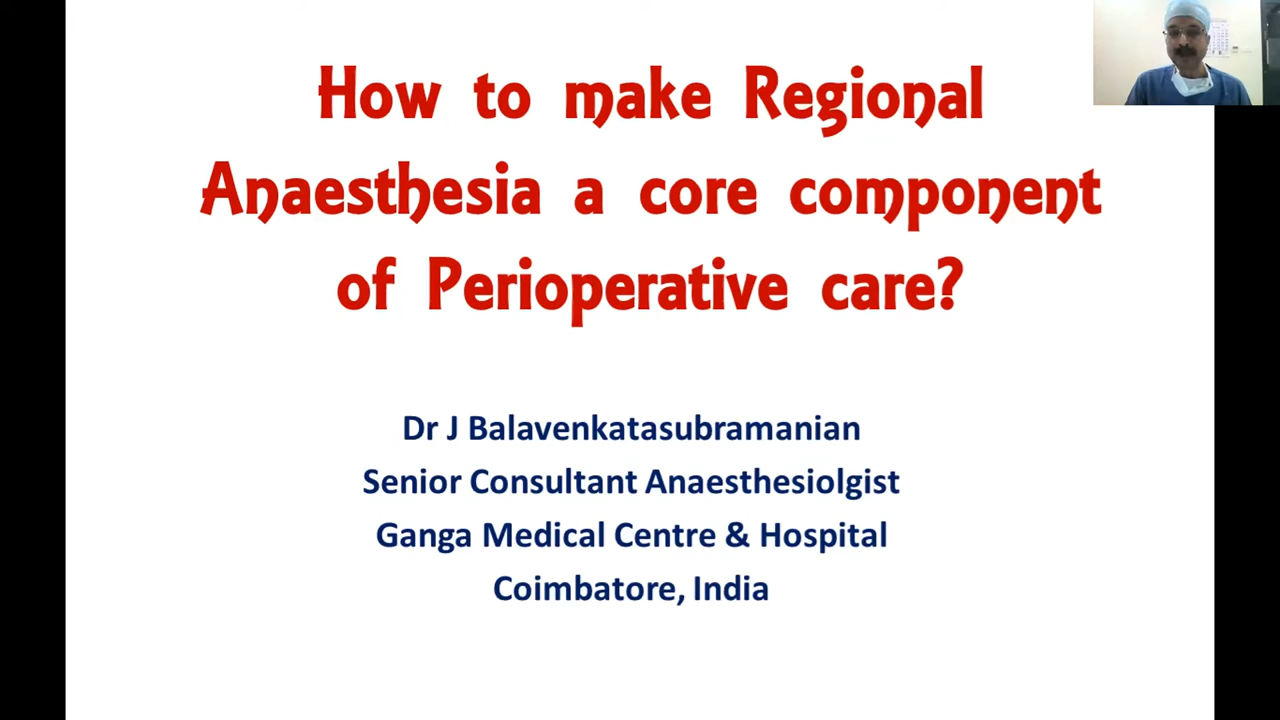 How to make Regional
Anaesthesia a core component
of Perioperative care?
Dr J Balavenkatasubramanian
Senior Consultant Anaesthesiolgist
Ganga Medical Centre & Hospital
Coimbatore, India